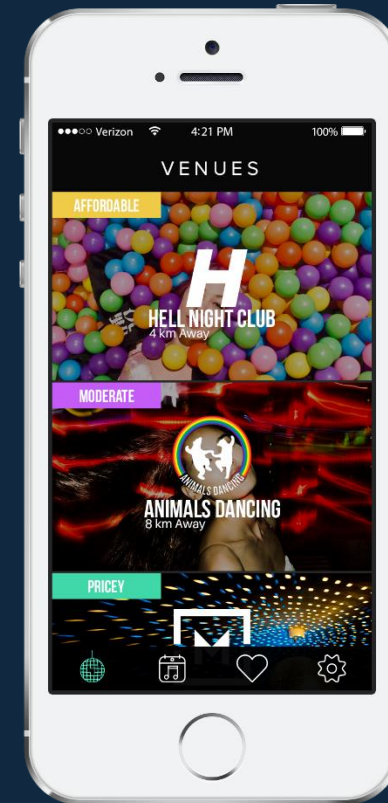 Verizon 4:21 PM 100%
VENUES
AFFORDABLE
H
HELL NIGHT CLUB
4 km Away
MODERATE
ANIMALS DANCING
ANIMALS DANCING
8 km Away
PRICEY
M